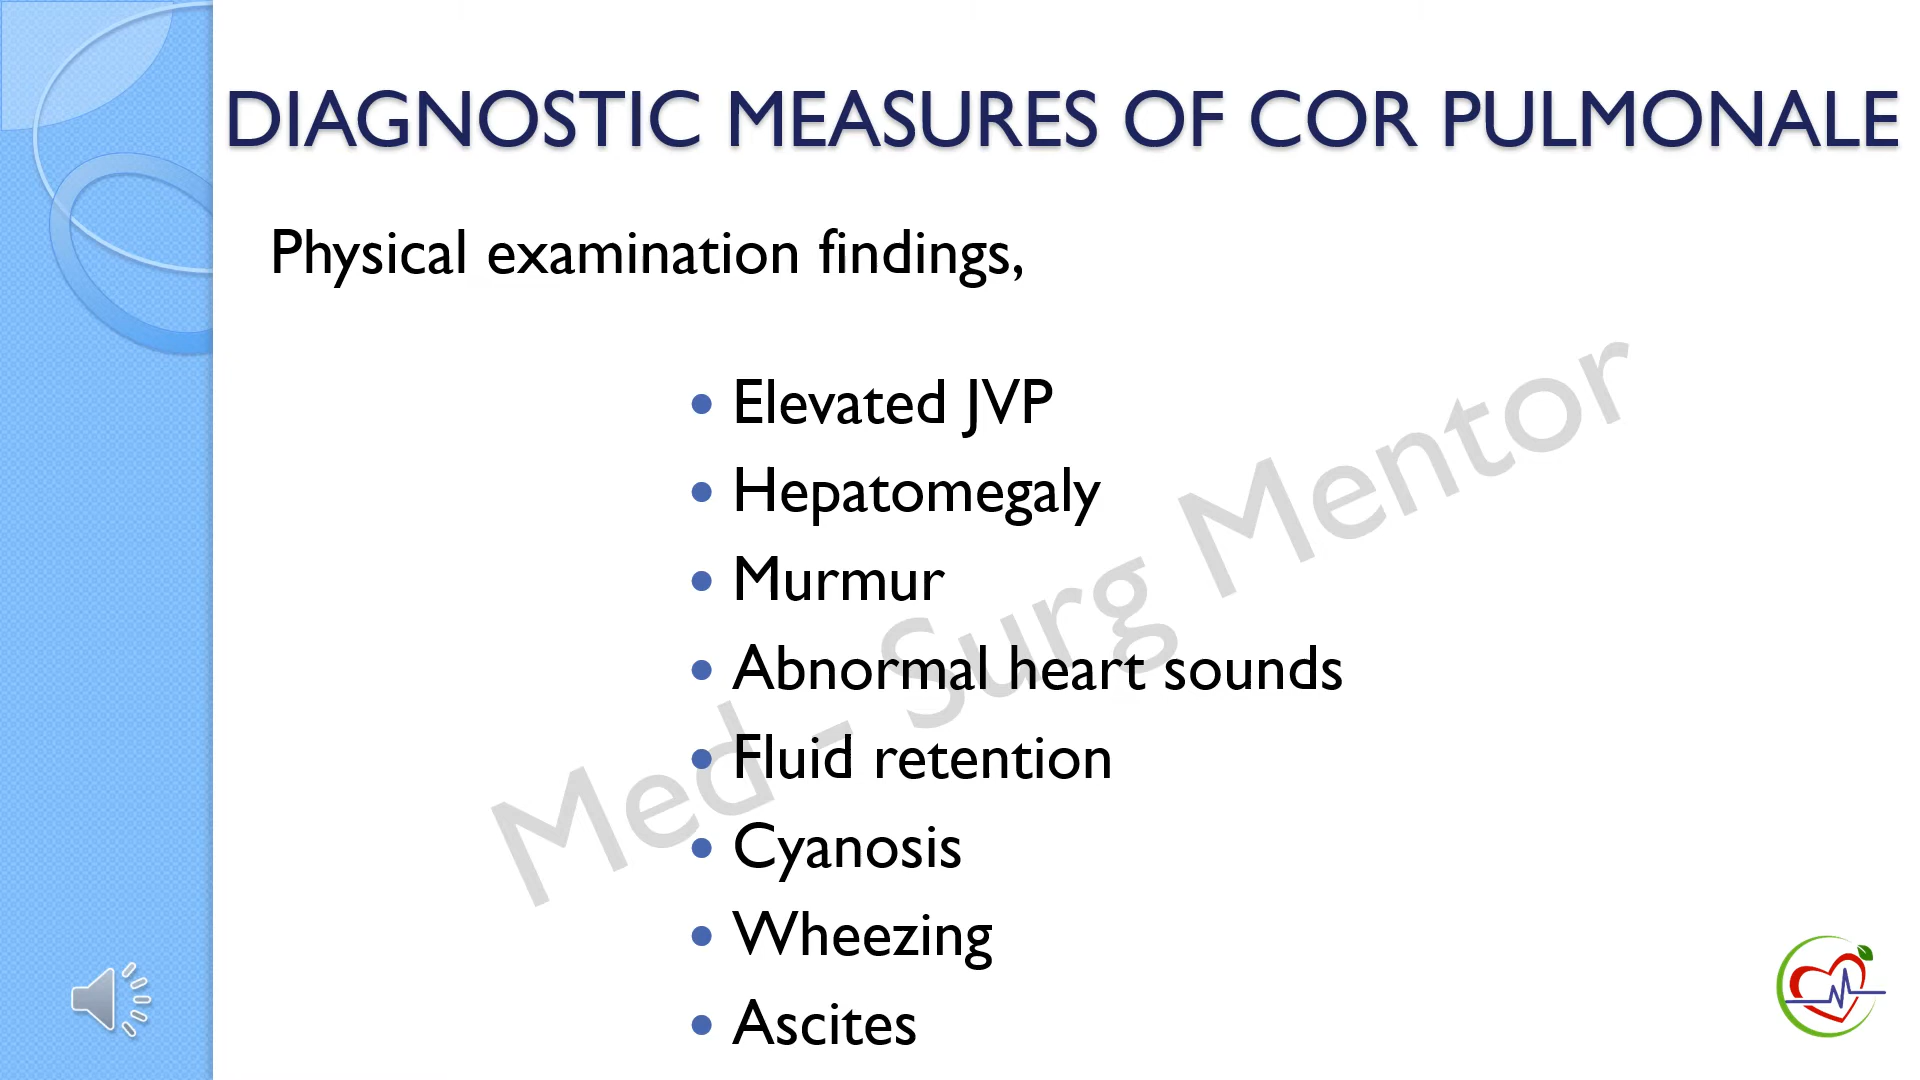 DIAGNOSTIC MEASURES OF COR PULMONALE
Physical examination findings,
• Elevated JVP
• Hepatomegaly
• Murmur
• Abnormal heart sounds
• Fluid retention
• Cyanosis
• Wheezing
• Ascites
Med - Surg Mentor